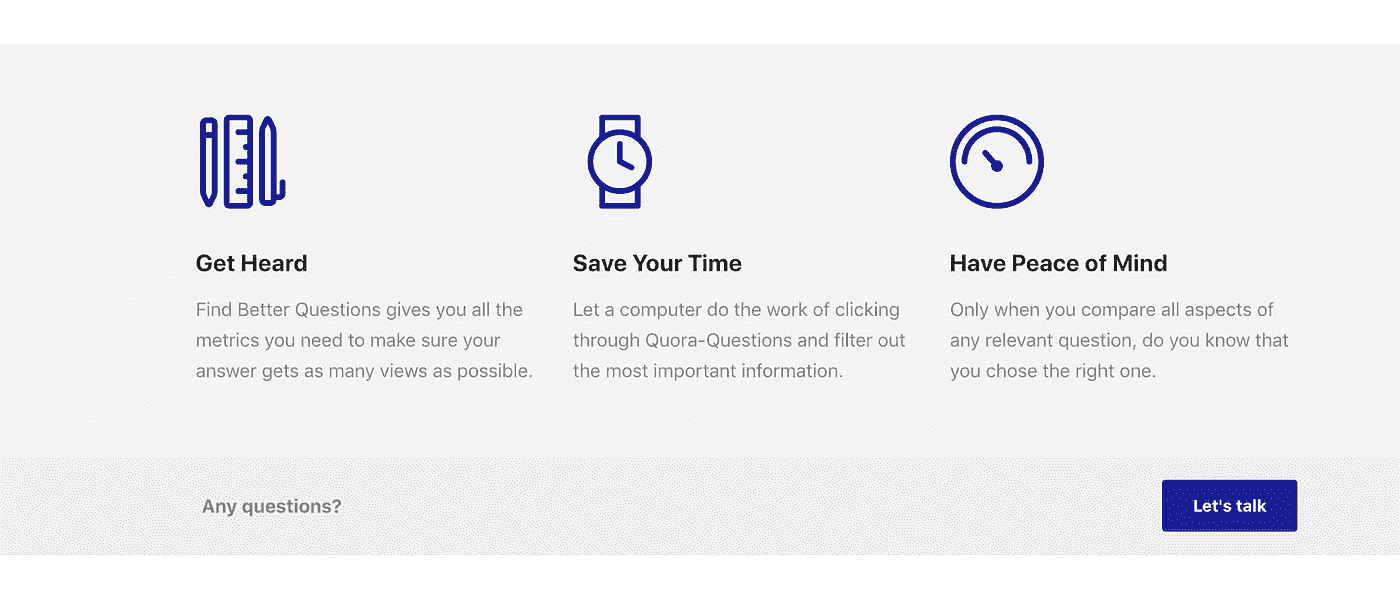 Get Heard
Find Better Questions gives you all the
metrics you need to make sure your
answer gets as many views as possible.
Save Your Time
Let a computer do the work of clicking
through Quora-Questions and filter out
the most important information.
Have Peace of Mind
Only when you compare all aspects of
any relevant question, do you know that
you chose the right one.
Any questions?
Let's talk